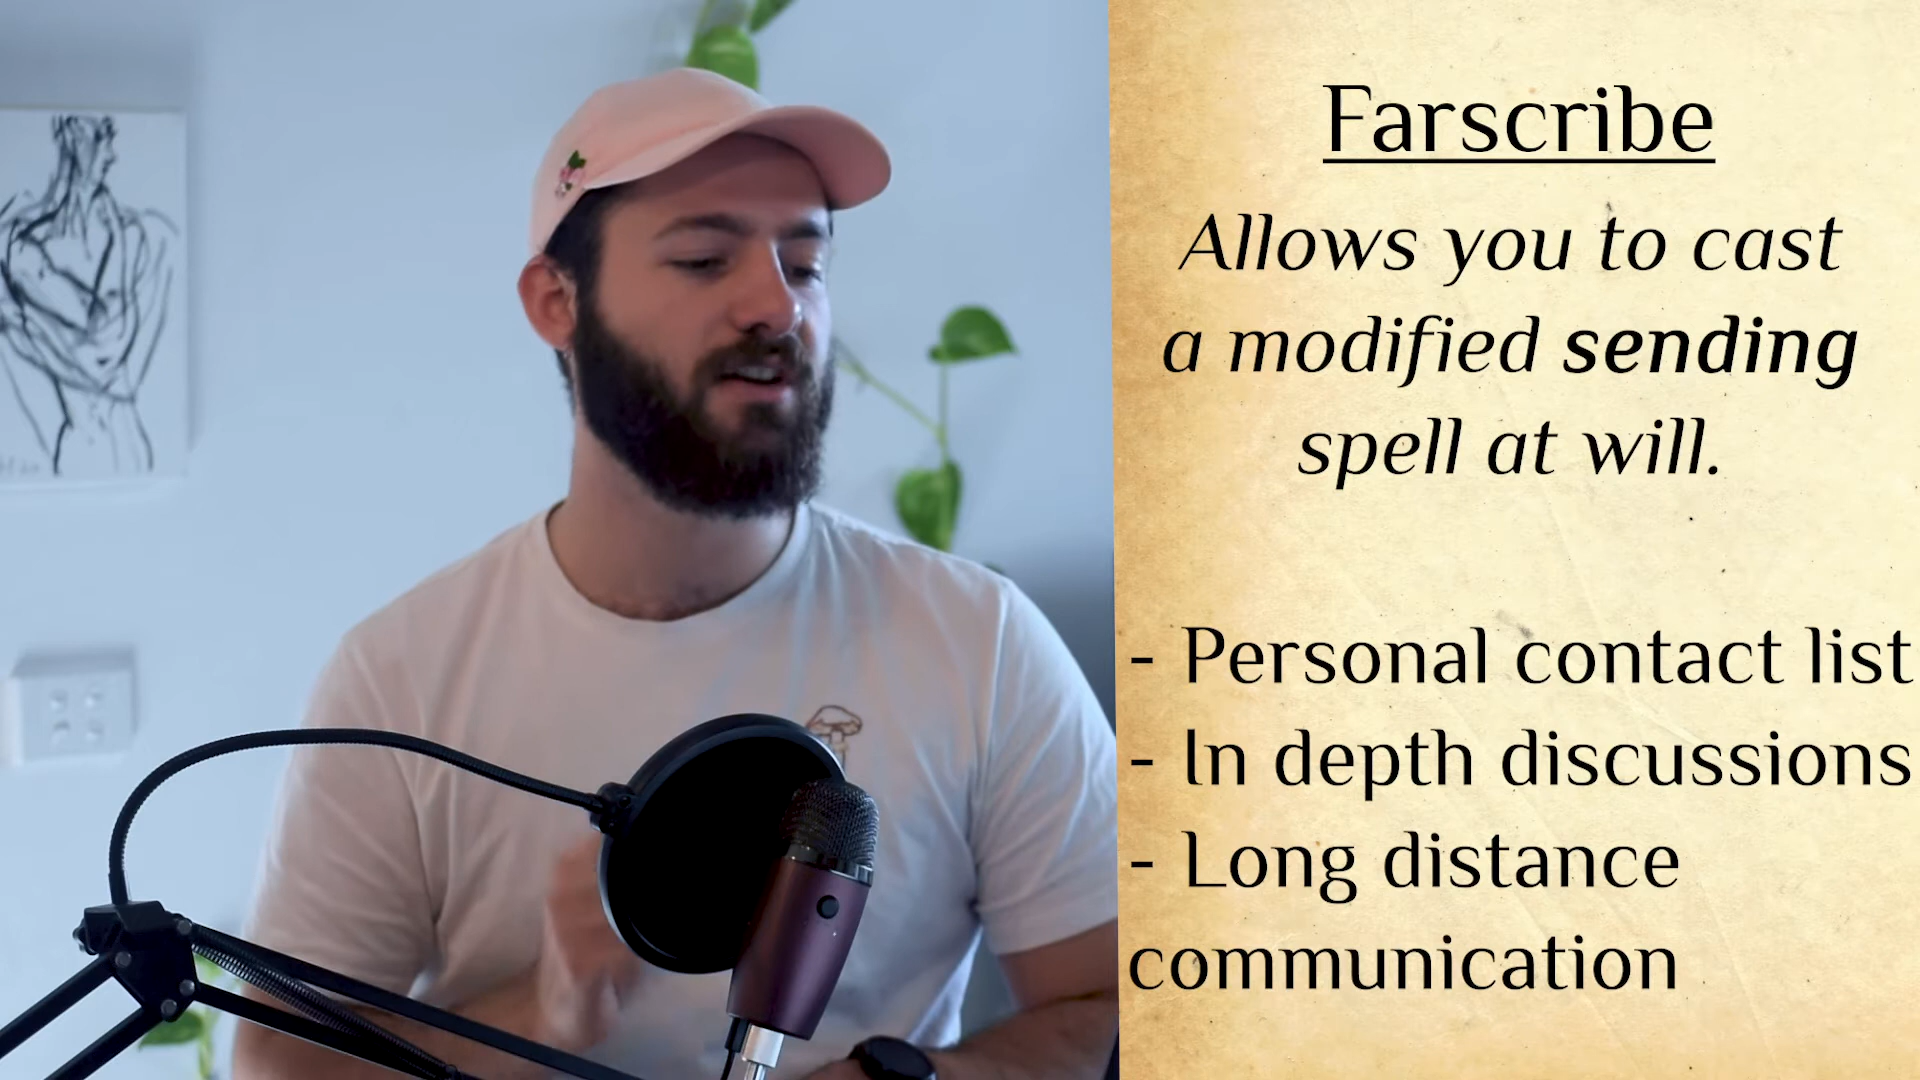 Farscribe
Allows you to cast
a modified sending
spell at will.
- Personal contact list
- In depth discussions
- Long distance
communication